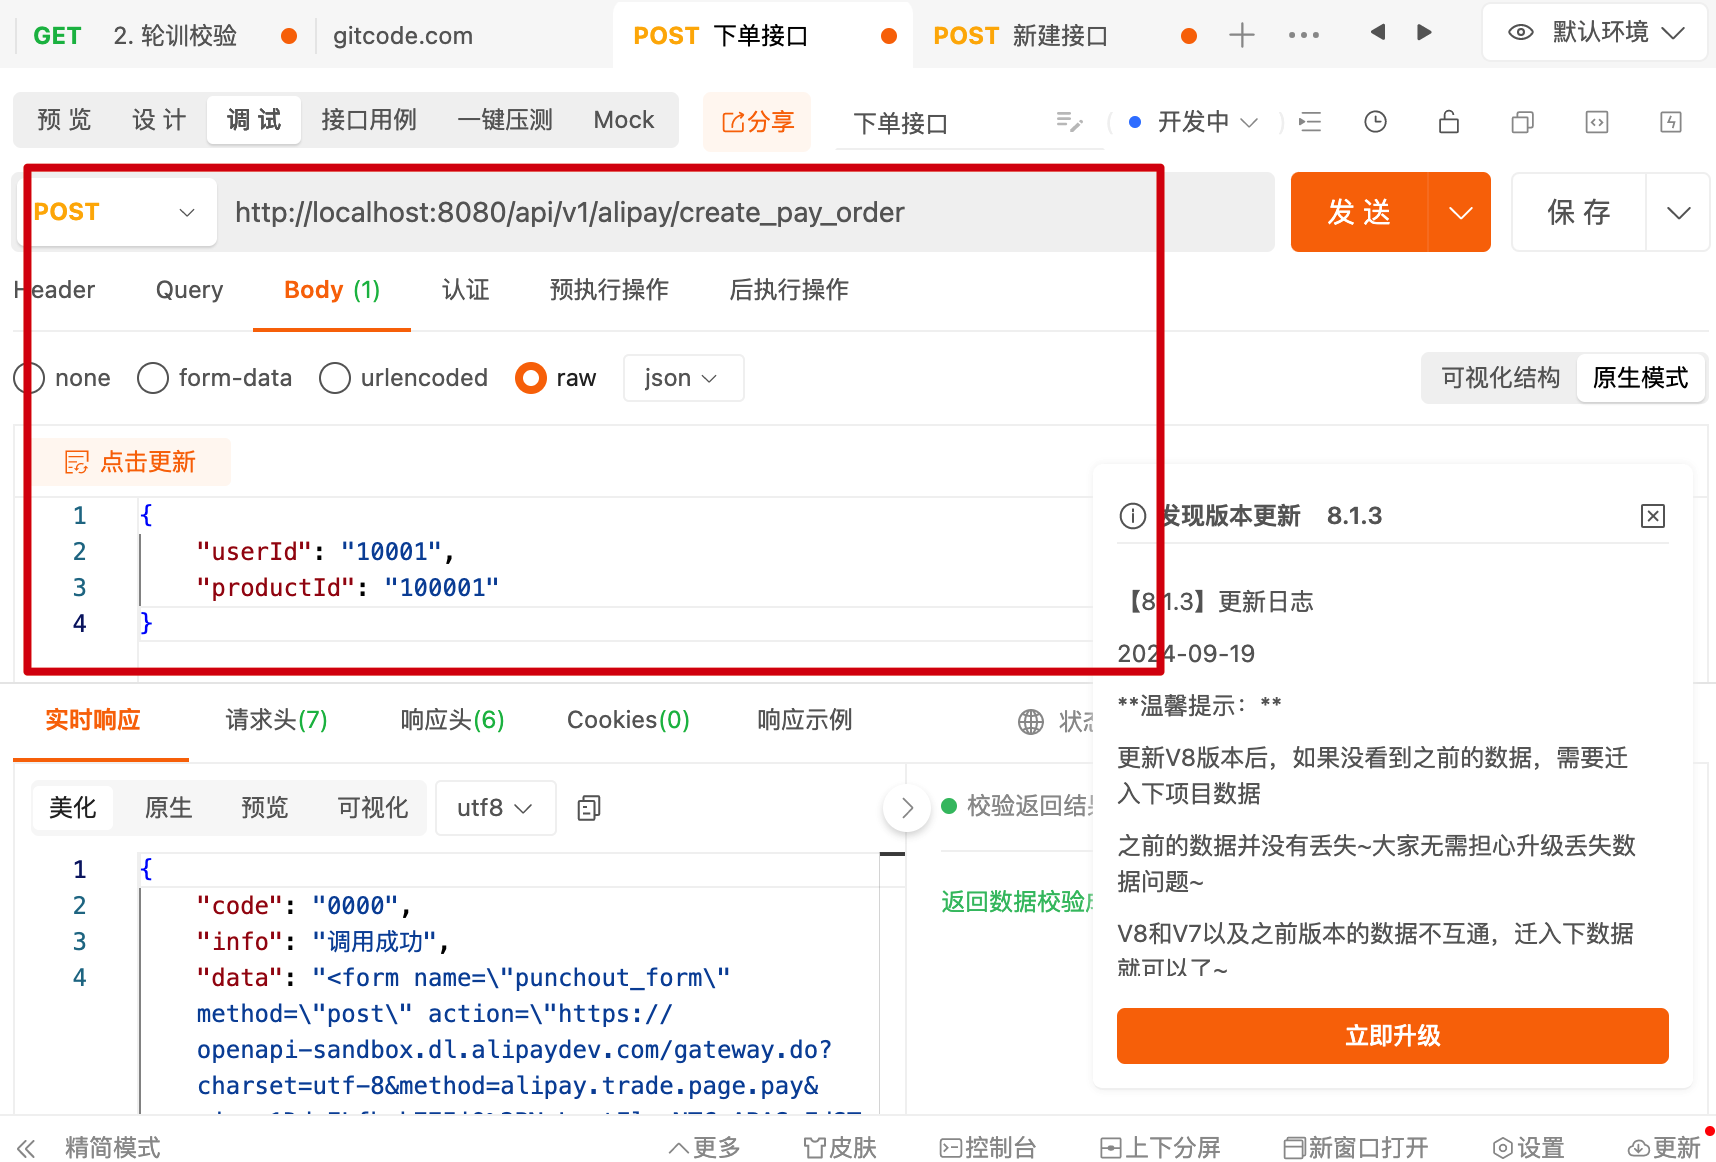 GET 2. 轮训校验 gitcode.com POST 下单接口 POST 新建接口 默认环境
预 览 设 计 调 试 接口用例 一键压测 Mock 分享 下单接口 开发中
POST http://localhost:8080/api/v1/alipay/create_pay_order 发 送 保 存
Header Query Body (1) 认证 预执行操作 后执行操作
none form-data urlencoded raw json 可视化结构 原生模式
点击更新
1 {
2 "userId": "10001",
3 "productId": "100001"
4 }
发现版本更新 8.1.3
【8.1.3】更新日志
2024-09-19
**温馨提示：**
更新V8版本后，如果没看到之前的数据，需要迁
入下项目数据
之前的数据并没有丢失~大家无需担心升级丢失数
据问题~
V8和V7以及之前版本的数据不互通，迁入下数据
就可以了~
立即升级
实时响应 请求头(7) 响应头(6) Cookies(0) 响应示例 状态
美化 原生 预览 可视化 utf8 校验返回结果
返回数据校验成
1 {
2 "code": "0000",
3 "info": "调用成功",
4 "data": "<form name=\"punchout_form\"
method=\"post\" action=\"https://
openapi-sandbox.dl.alipaydev.com/gateway.do?
charset=utf-8&method=alipay.trade.page.pay&
精简模式 更多 皮肤 控制台 上下分屏 新窗口打开 设置 更新